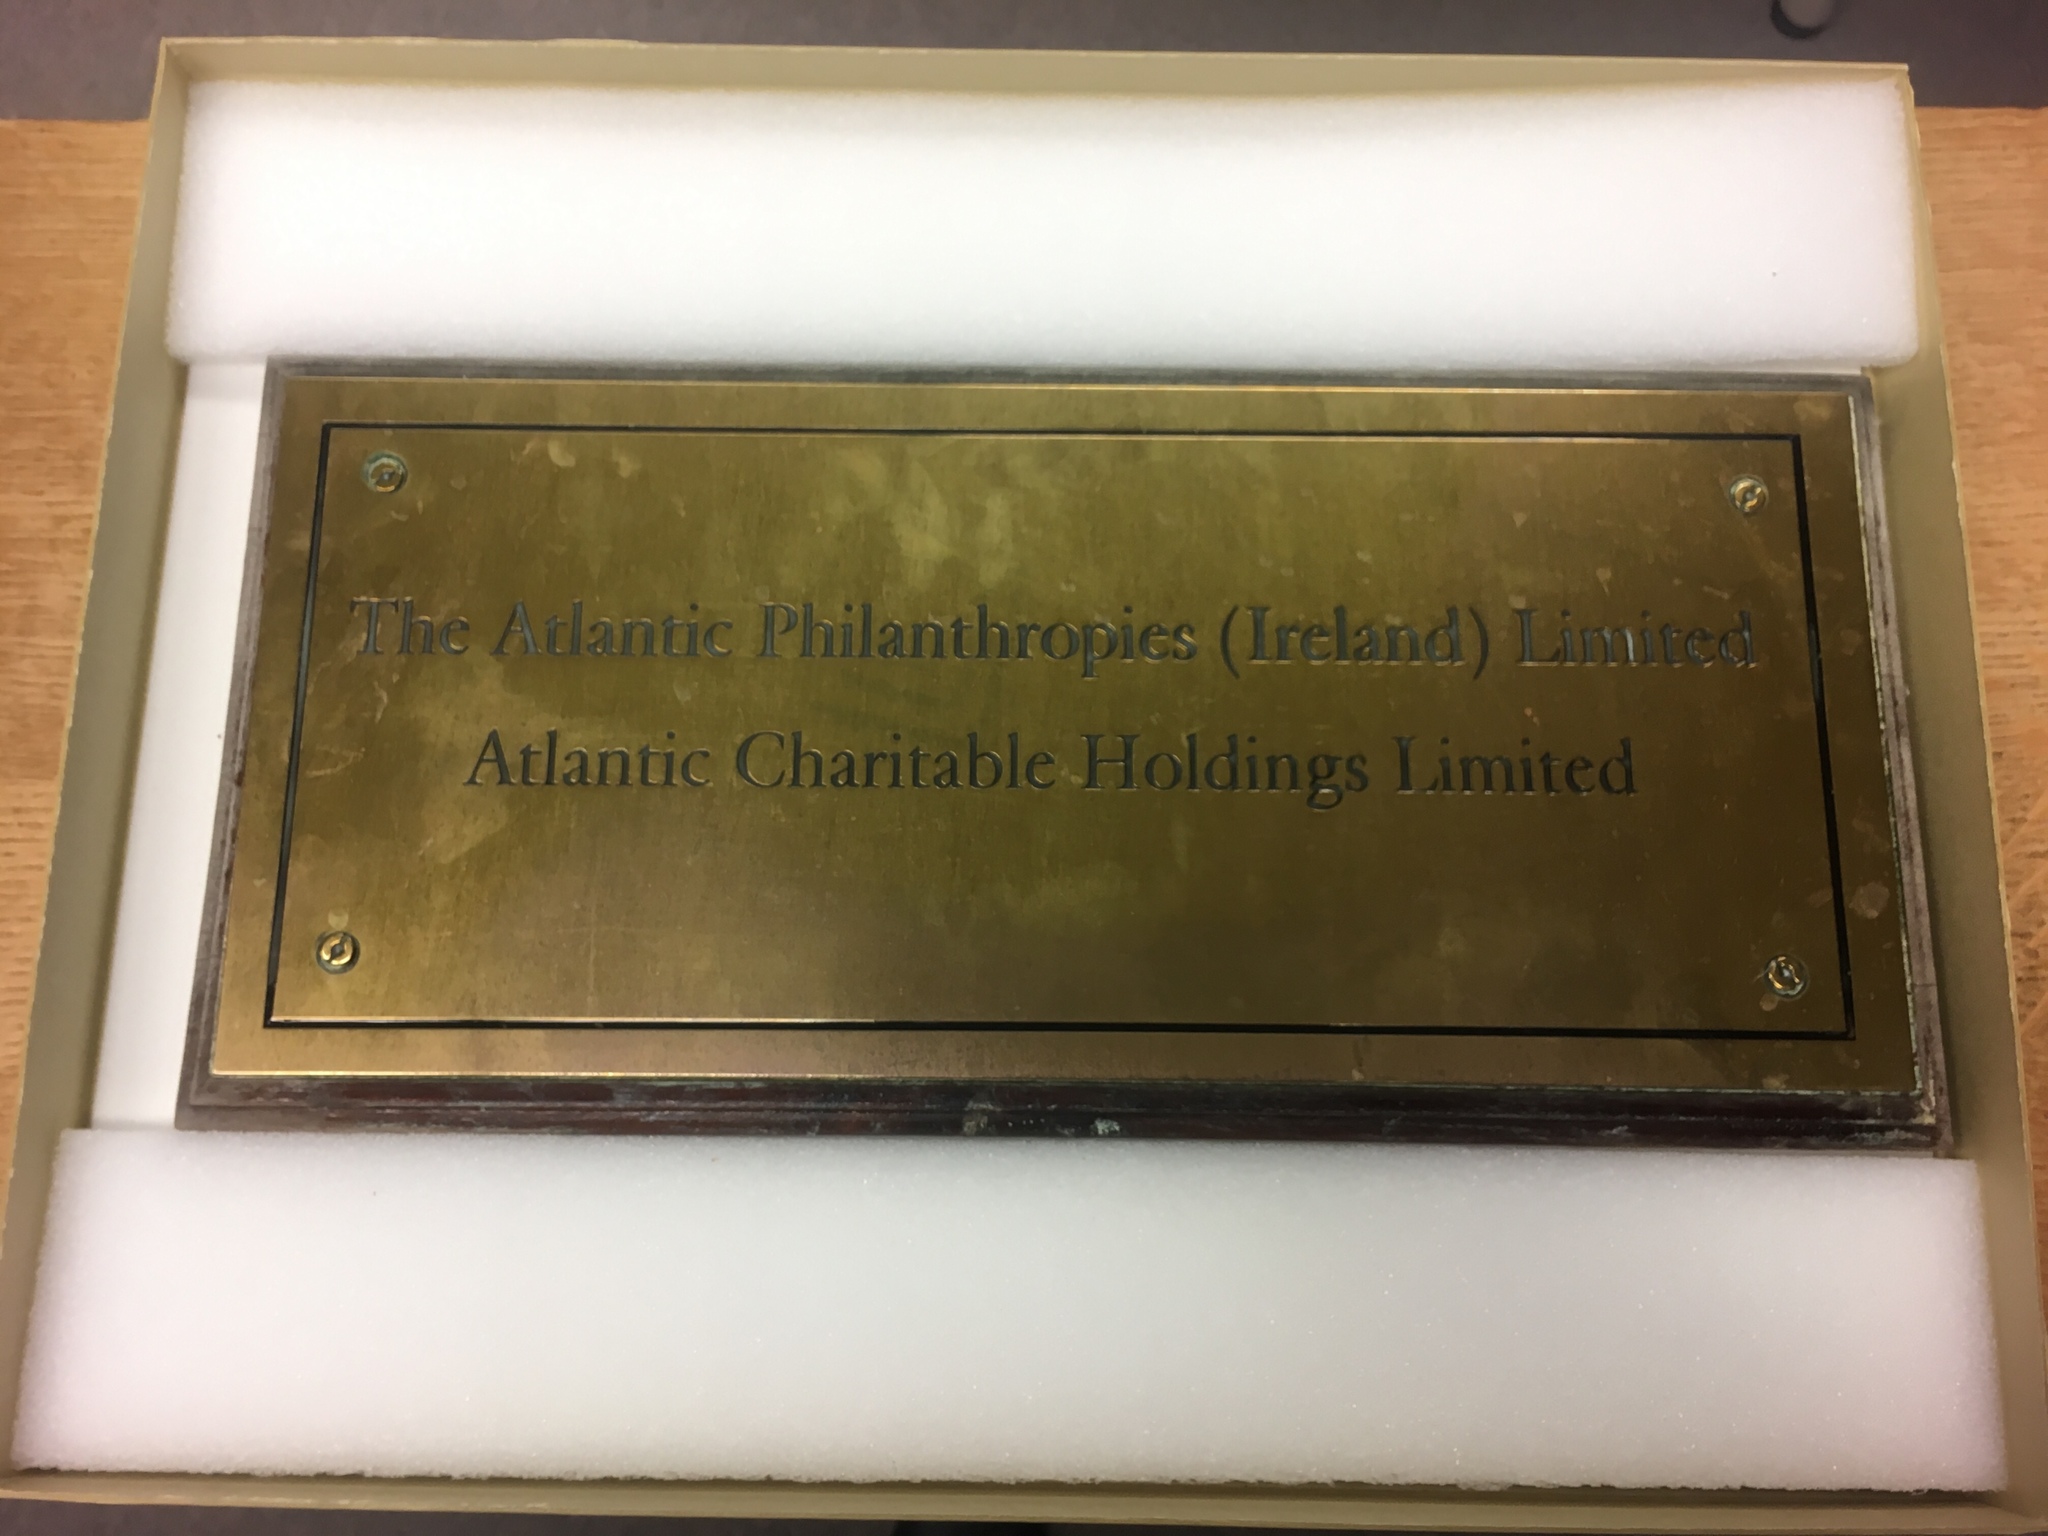 The Atlantic Philanthropies (Ireland) Limited
Atlantic Charitable Holdings Limited